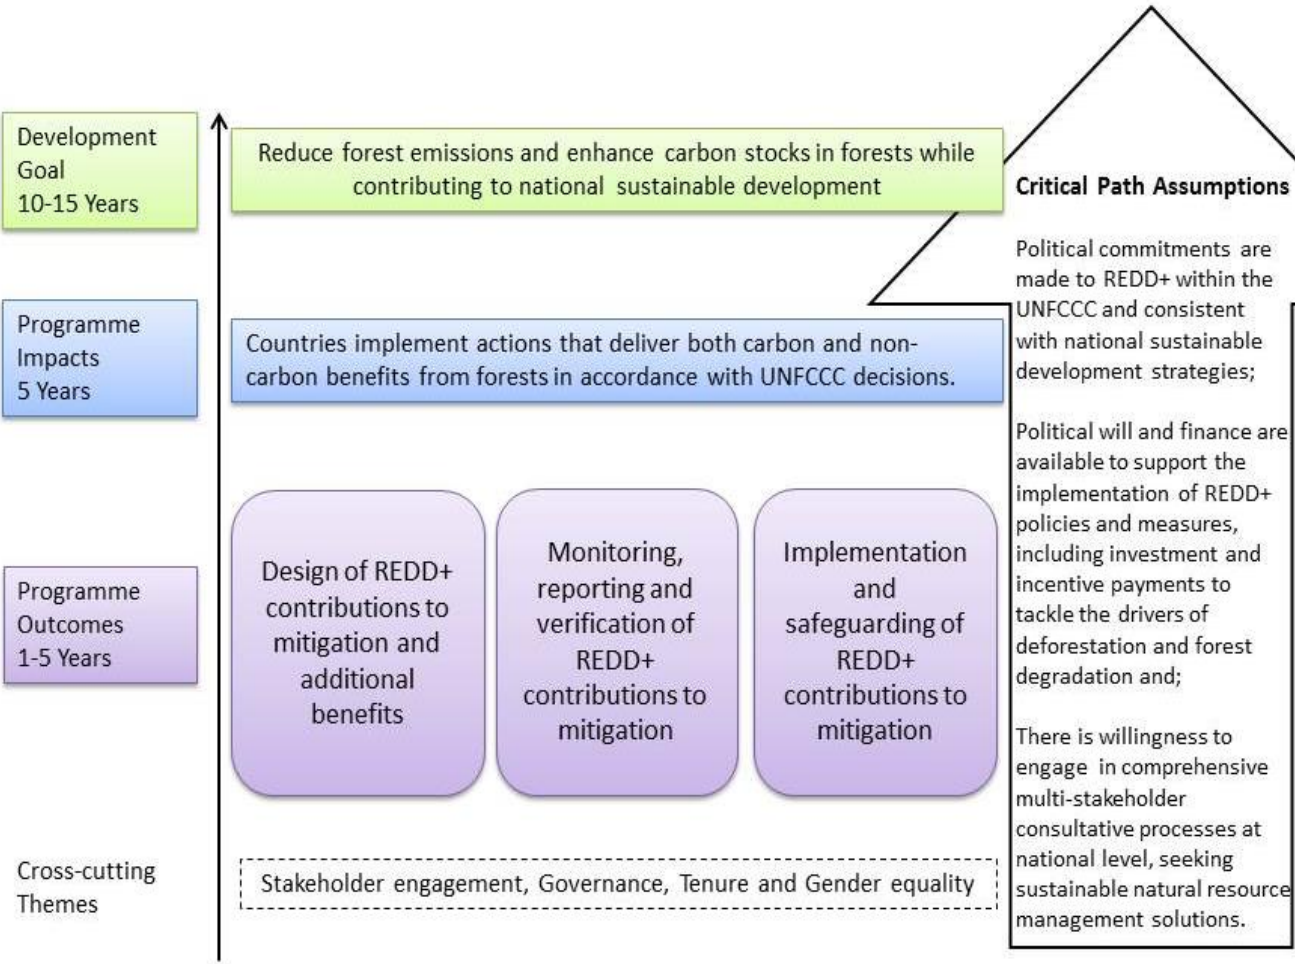 Development
Goal
10-15 Years
Reduce forest emissions and enhance carbon stocks in forests while
contributing to national sustainable development
Programme
Impacts
5 Years
Countries implement actions that deliver both carbon and non-
carbon benefits from forests in accordance with UNFCCC decisions.
Programme
Outcomes
1-5 Years
Design of REDD+
contributions to
mitigation and
additional
benefits
Monitoring,
reporting and
verification of
REDD+
contributions to
mitigation
Implementation
and
safeguarding of
REDD+
contributions to
mitigation
Cross-cutting
Themes
Stakeholder engagement, Governance, Tenure and Gender equality
Critical Path Assumptions
Political commitments are
made to REDD+ within the
UNFCCC and consistent
with national sustainable
development strategies;
Political will and finance are
available to support the
implementation of REDD+
policies and measures,
including investment and
incentive payments to
tackle the drivers of
deforestation and forest
degradation and;
There is willingness to
engage in comprehensive
multi-stakeholder
consultative processes at
national level, seeking
sustainable natural resource
management solutions.